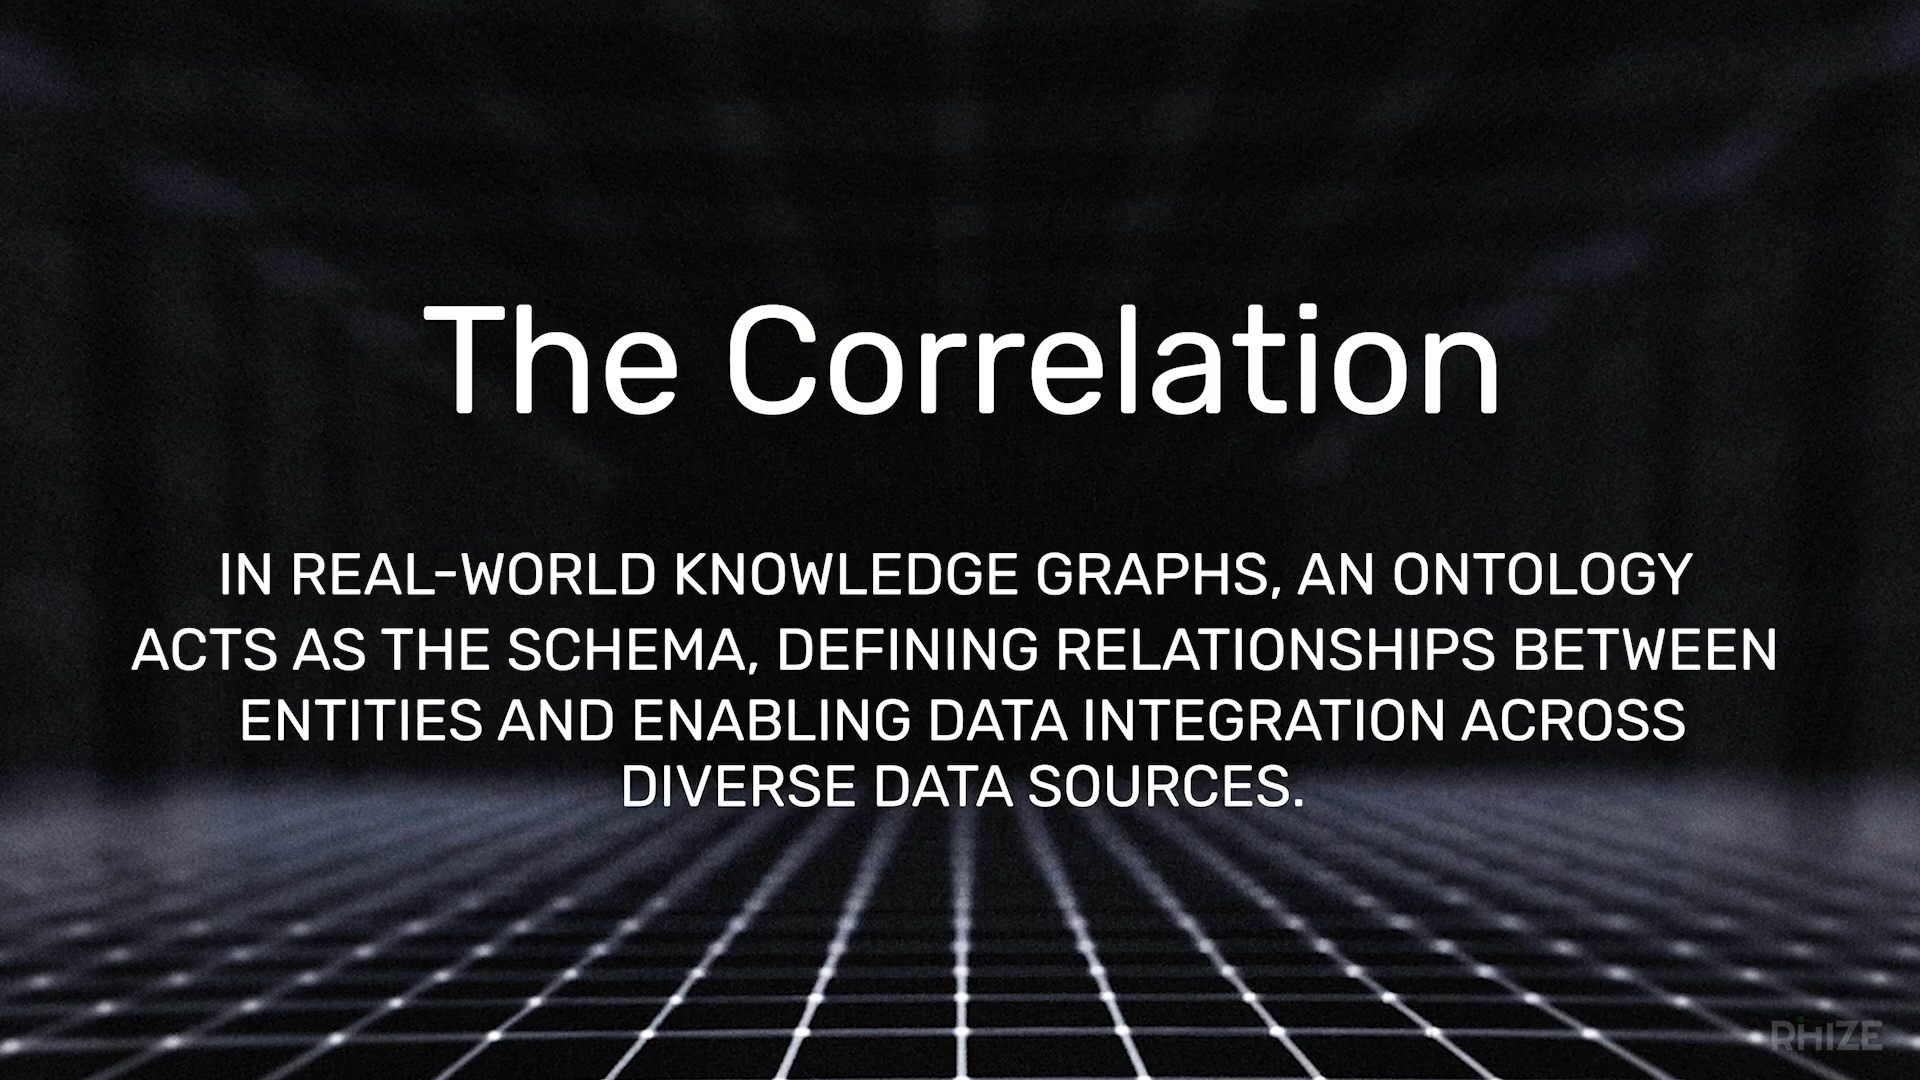 The Correlation
IN REAL-WORLD KNOWLEDGE GRAPHS, AN ONTOLOGY
ACTS AS THE SCHEMA, DEFINING RELATIONSHIPS BETWEEN
ENTITIES AND ENABLING DATA INTEGRATION ACROSS
DIVERSE DATA SOURCES.
RHIZE